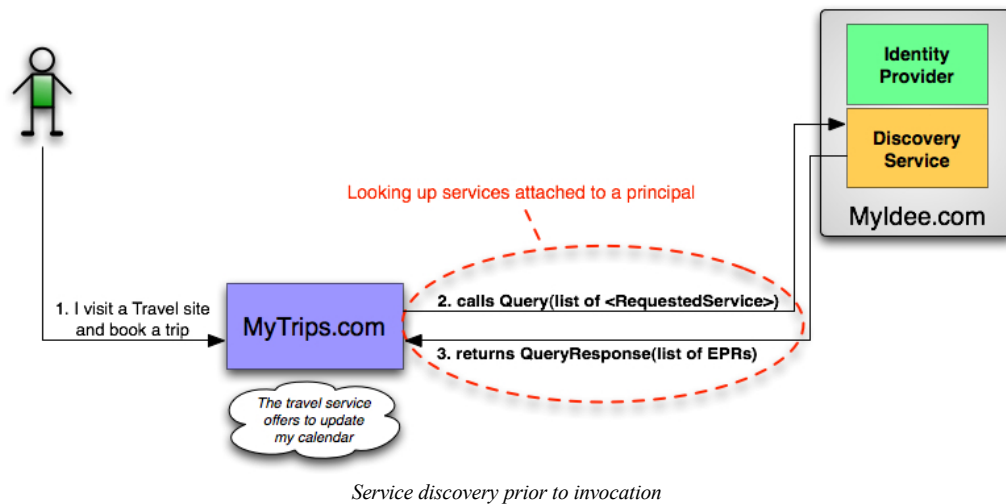 Identity
Provider
Discovery
Service
MyIdee.com
Looking up services attached to a principal
1. I visit a Travel site
and book a trip
MyTrips.com
2. calls Query(list of <RequestedService>)
3. returns QueryResponse(list of EPRs)
The travel service
offers to update
my calendar
Service discovery prior to invocation